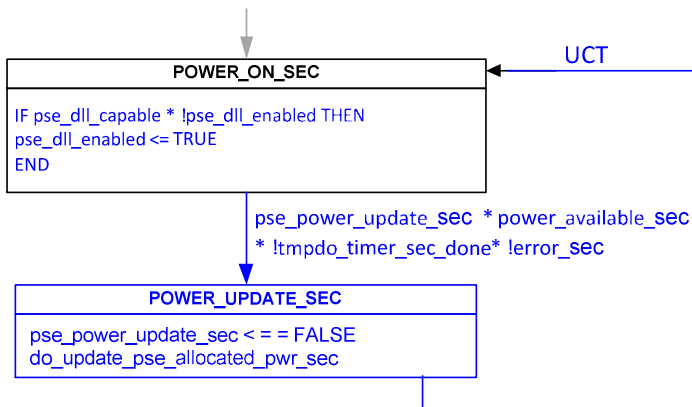 UCT
POWER_ON_SEC
IF pse_dll_capable * !pse_dll_enabled THEN
pse_dll_enabled <= TRUE
END
pse_power_update_sec * power_available_sec
* !tmpdo_timer_sec_done* !error_sec
POWER_UPDATE_SEC
pse_power_update_sec < = = FALSE
do_update_pse_allocated_pwr_sec